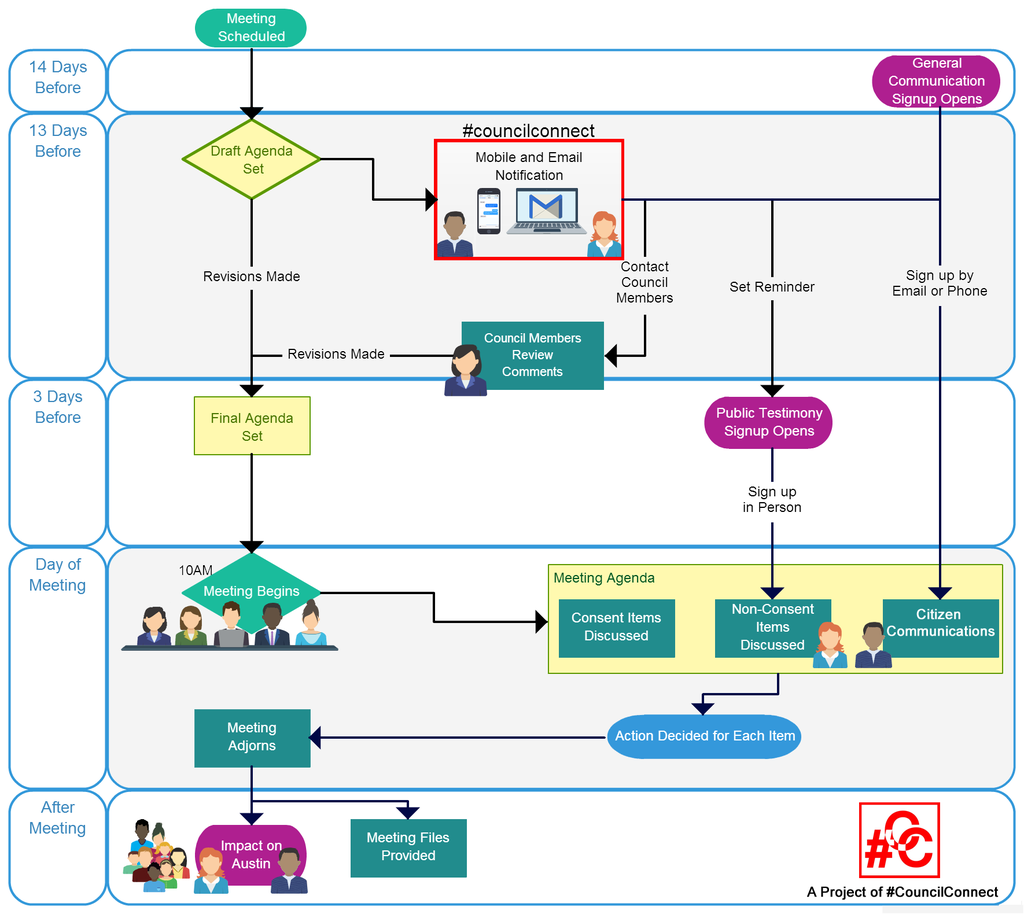 Meeting
Scheduled
14 Days
Before
General
Communication
Signup Opens
13 Days
Before
#councilconnect
Draft Agenda
Set
Mobile and Email
Notification
Revisions Made
Contact
Council
Members
Set Reminder
Sign up by
Email or Phone
Revisions Made
Council Members
Review
Comments
3 Days
Before
Final Agenda
Set
Public Testimony
Signup Opens
Sign up
in Person
Day of
Meeting
10AM
Meeting Begins
Meeting Agenda
Consent Items
Discussed
Non-Consent
Items
Discussed
Citizen
Communications
Action Decided for Each Item
Meeting
Adjorns
After
Meeting
Impact on
Austin
Meeting Files
Provided
#CC
A Project of #CouncilConnect